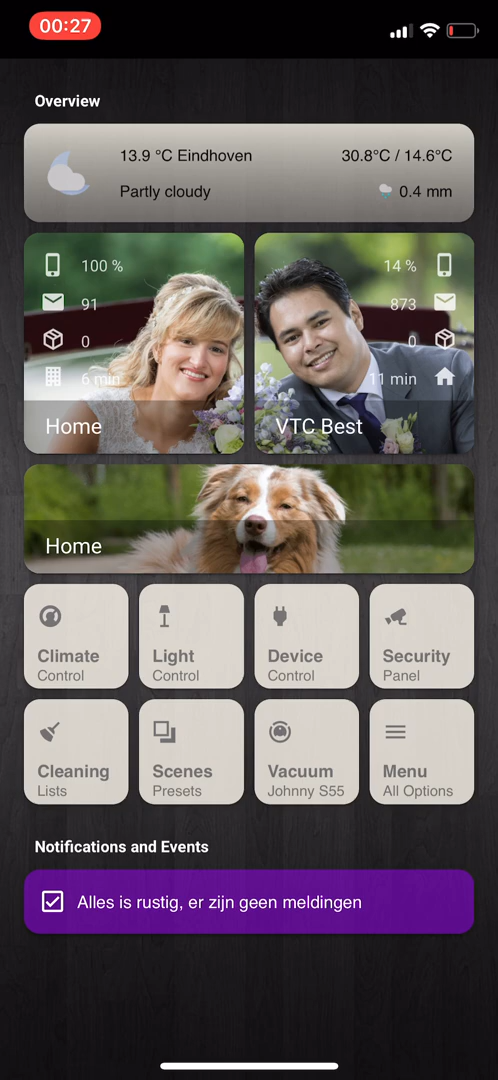 00:27
Overview
13.9 °C Eindhoven 30.8°C / 14.6°C
Partly cloudy 0.4 mm
100 % 14 %
91 873
0 0
6 min 11 min
Home VTC Best
Home
Climate Light Device Security
Control Control Control Panel
Cleaning Scenes Vacuum Menu
Lists Presets Johnny S55 All Options
Notifications and Events
Alles is rustig, er zijn geen meldingen